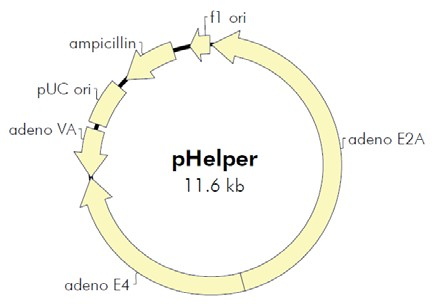 f1 ori
ampicillin
pUC ori
adeno VA
adeno E2A
pHelper
11.6 kb
adeno E4